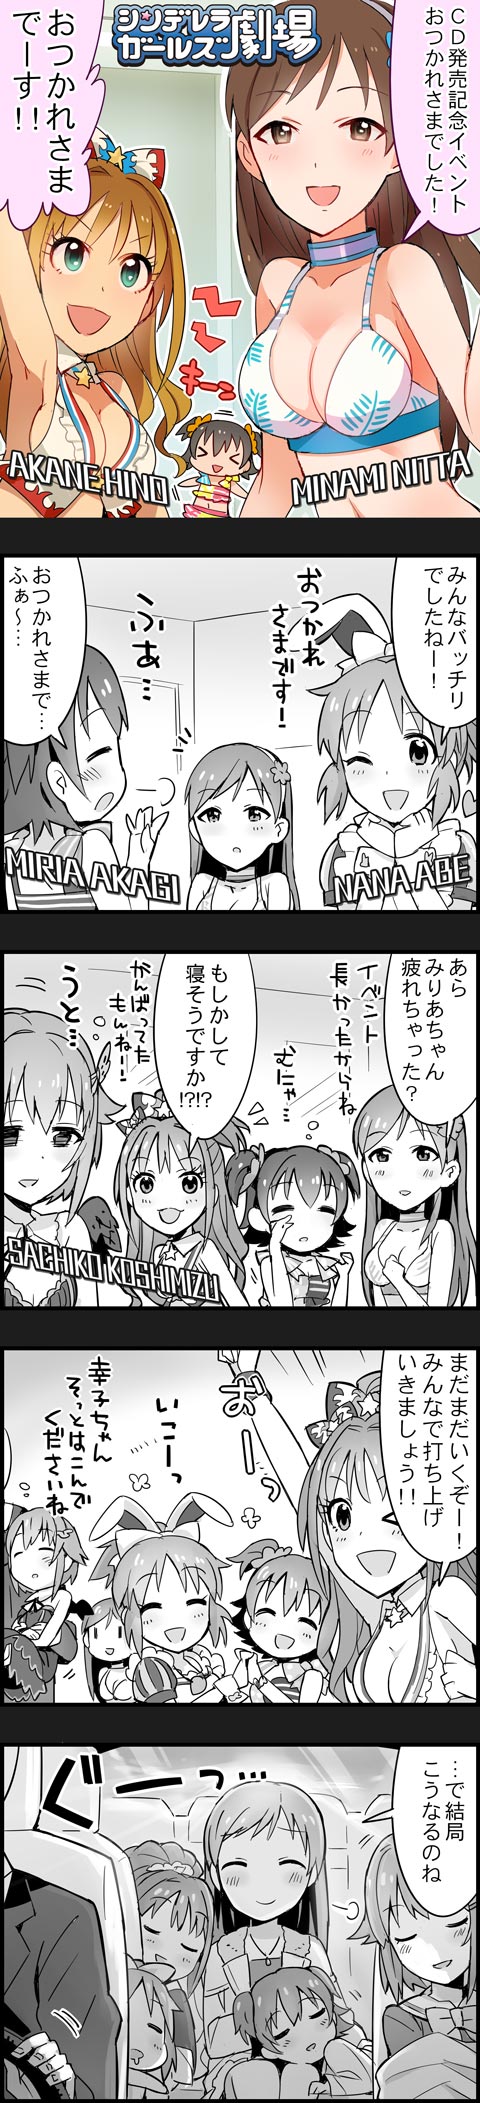 シンデレラ
ガールズ劇場
CD発売記念イベント
おつかれさまでした!
おつかれさま
でーす!!
キーン
AKANE HINO
MINAMI NITTA
みんなバッチリ
でしたねー!
おつかれ
さまです!
ふぁ…
おつかれさまで…
ふぁ〜…
MIRIA AKAGI
NANA ABE
あら
みりあちゃん
疲れちゃった?
イベント
長かったからね
むにゃ…
もしかして
寝そうですか
!?!?
がんばってた
もんねー!
うと…
SACHIKO KOSHIMIZU
まだまだいくぞー!
みんなで打ち上げ
いきましょう!!
おー
いこーっ
幸子ちゃん
そっとはこんで
くださいね
…で結局
こうなるのね
ぐーっ…